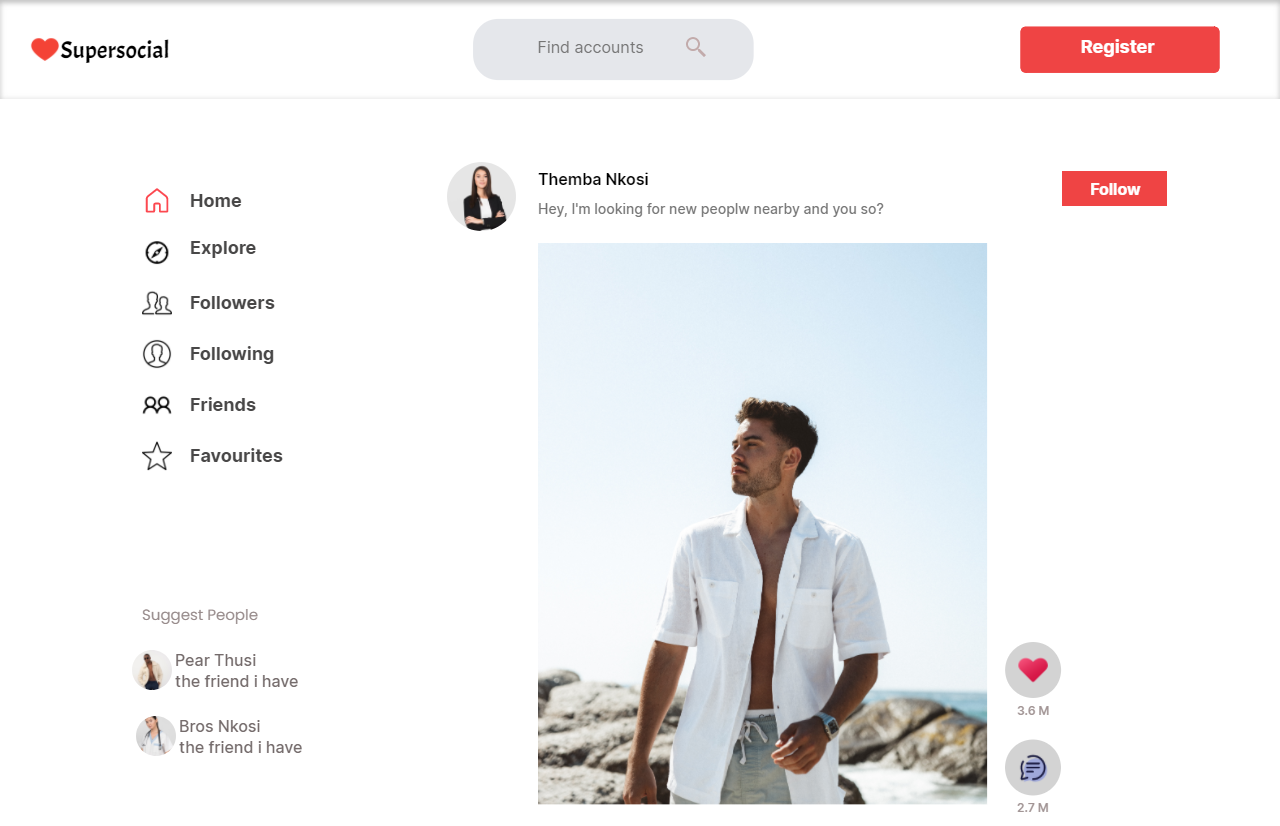 Supersocial
Find accounts
Register
Home
Explore
Followers
Following
Friends
Favourites
Suggest People
Pear Thusi
the friend i have
Bros Nkosi
the friend i have
Themba Nkosi
Hey, I'm looking for new peoplw nearby and you so?
Follow
3.6 M
2.7 M